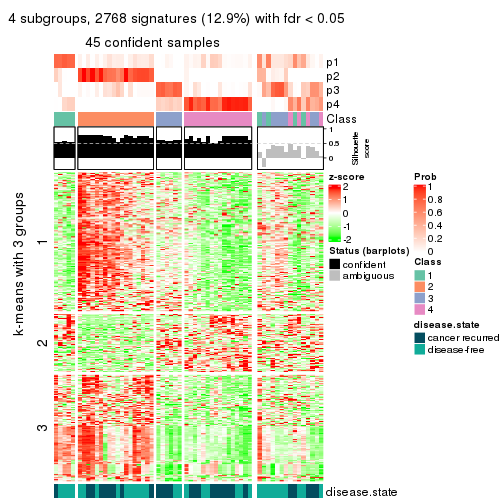 4 subgroups, 2768 signatures (12.9%) with fdr < 0.05
45 confident samples
p1
p2
p3
p4
Class
1
0.5
0
Silhouette
score
k-means with 3 groups
1
2
3
disease.state
z-score
2
1
0
-1
-2
Status (barplots)
confident
ambiguous
Prob
1
0.8
0.6
0.4
0.2
0
Class
1
2
3
4
disease.state
cancer recurred
disease-free